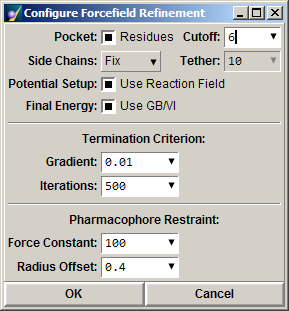 Configure Forcefield Refinement
Pocket: Residues Cutoff: 6
Side Chains: Fix Tether: 10
Potential Setup: Use Reaction Field
Final Energy: Use GB/VI
Termination Criterion:
Gradient: 0.01
Iterations: 500
Pharmacophore Restraint:
Force Constant: 100
Radius Offset: 0.4
OK Cancel